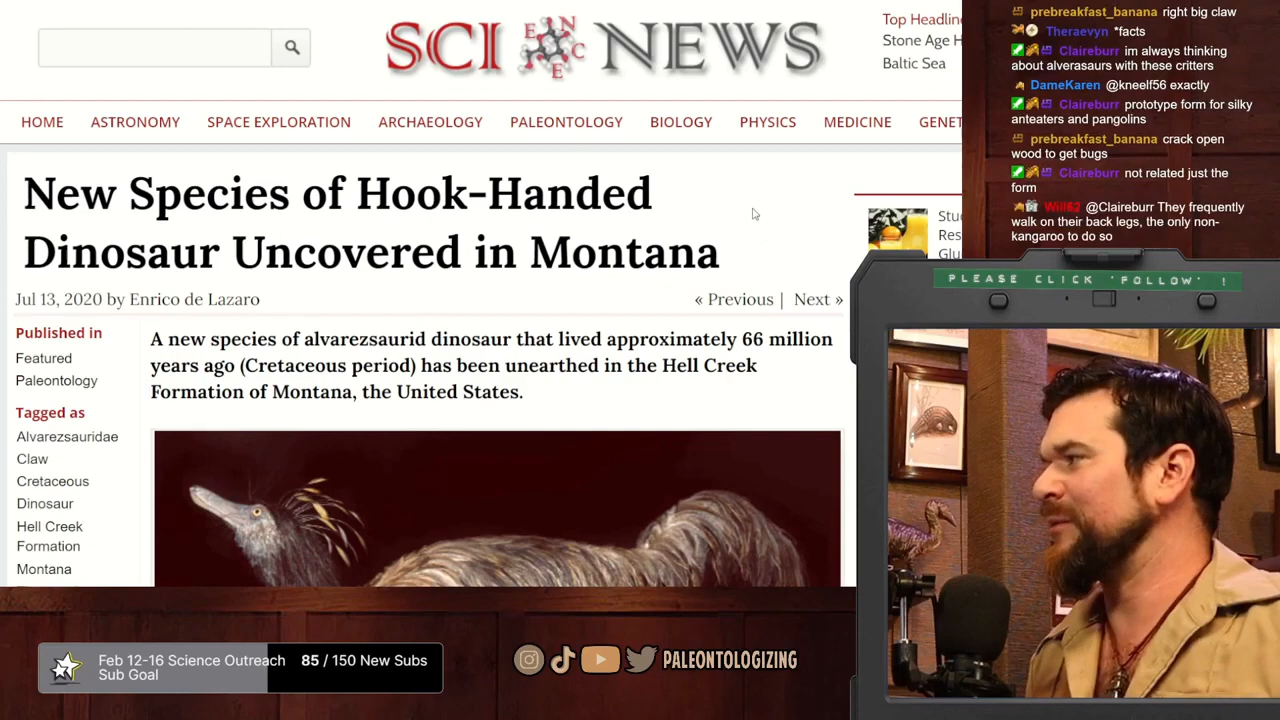 SCI SCIENCE NEWS
Top Headlin
Stone Age H
Baltic Sea
HOME ASTRONOMY SPACE EXPLORATION ARCHAEOLOGY PALEONTOLOGY BIOLOGY PHYSICS MEDICINE GENET
New Species of Hook-Handed
Dinosaur Uncovered in Montana
Jul 13, 2020 by Enrico de Lazaro
« Previous | Next »
Published in
Featured
Paleontology
Tagged as
Alvarezsauridae
Claw
Cretaceous
Dinosaur
Hell Creek
Formation
Montana
A new species of alvarezsaurid dinosaur that lived approximately 66 million
years ago (Cretaceous period) has been unearthed in the Hell Creek
Formation of Montana, the United States.
Stu
Res
Glu
prebreakfast_banana right big claw
Theraevyn *facts
Claireburr im always thinking
about alverasaurs with these critters
DameKaren @kneelf56 exactly
Claireburr prototype form for silky
anteaters and pangolins
prebreakfast_banana crack open
wood to get bugs
Claireburr not related just the
form
Will62 @Claireburr They frequently
walk on their back legs, the only non-
kangaroo to do so
PLEASE CLICK 'FOLLOW' !
Feb 12-16 Science Outreach
Sub Goal
85 / 150 New Subs
PALEONTOLOGIZING